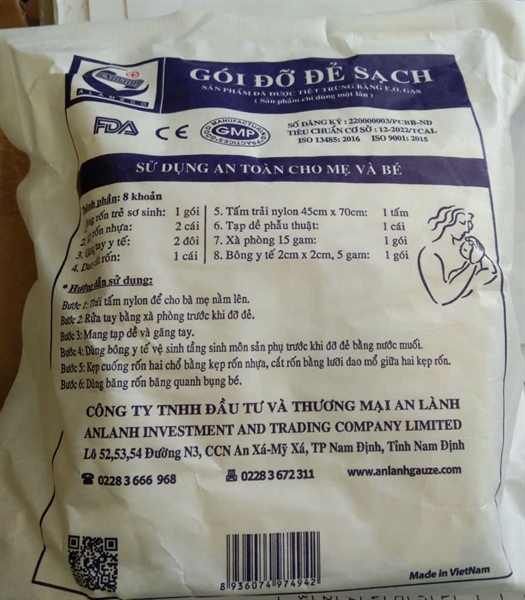 GÓI ĐỠ ĐẺ SẠCH
SẢN PHẨM ĐÃ ĐƯỢC TIỆT TRÙNG BẰNG E.O. GAS
( Sản phẩm chỉ dùng một lần )
FDA CE GMP
SỐ ĐĂNG KÝ : 220000003/PCBB-NĐ
TIÊU CHUẨN CƠ SỞ : 12-2022/TCAL
ISO 13485: 2016 ISO 9001: 2015
SỬ DỤNG AN TOÀN CHO MẸ VÀ BÉ
phần: 8 khoản
rốn trẻ sơ sinh: 1 gói
2. rốn nhựa: 2 cái
3. tay y tế: 2 đôi
4. rốn: 1 cái
5. Tấm trải nylon 45cm x 70cm: 1 tấm
6. Tạp dề phẫu thuật: 1 cái
7. Xà phòng 15 gam: 1 gói
8. Bông y tế 2cm x 2cm, 5 gam: 1 gói
* Hướng dẫn sử dụng:
Bước 1: Trải tấm nylon để cho bà mẹ nằm lên.
Bước 2: Rửa tay bằng xà phòng trước khi đỡ đẻ.
Bước 3: Mang tạp dề và găng tay.
Bước 4: Dùng bông y tế vệ sinh tầng sinh môn sản phụ trước khi đỡ đẻ bằng nước muối.
Bước 5: Kẹp cuống rốn hai chỗ bằng kẹp rốn nhựa, cắt rốn bằng lưỡi dao mổ giữa hai kẹp rốn.
Bước 6: Dùng băng rốn băng quanh bụng bé.
CÔNG TY TNHH ĐẦU TƯ VÀ THƯƠNG MẠI AN LÀNH
ANLANH INVESTMENT AND TRADING COMPANY LIMITED
Lô 52,53,54 Đường N3, CCN An Xá-Mỹ Xá, TP Nam Định, Tỉnh Nam Định
0228 3 666 968 0228 3 672 311 www.anlanhgauze.com
8 936074 974942
Made in VietNam